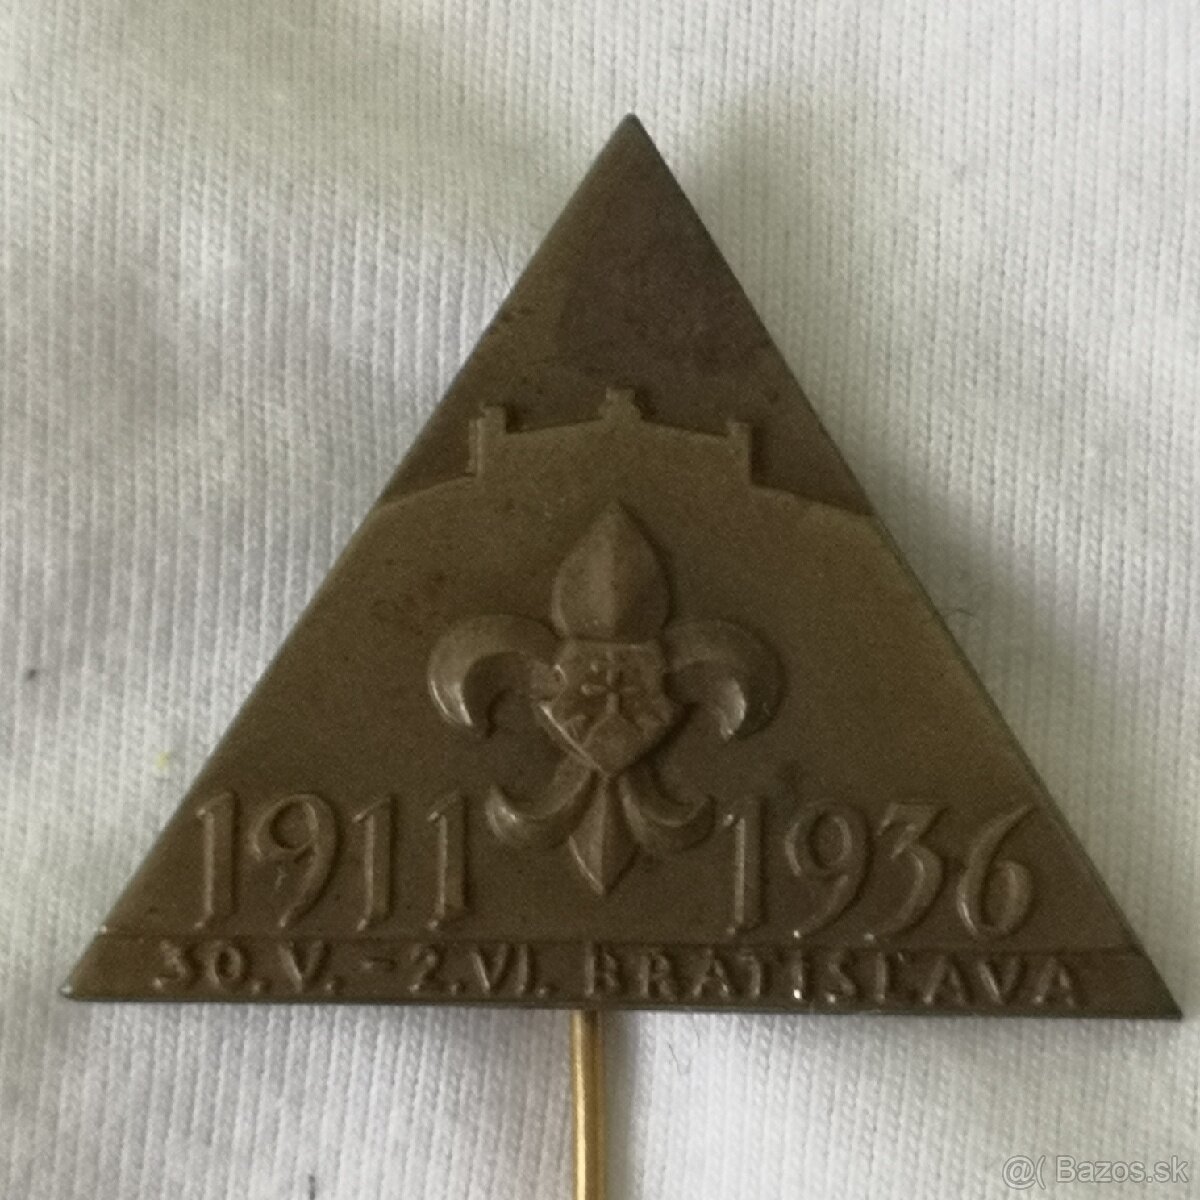 1911 1936
30.V.-2.VI. BRATISLAVA
@( Bazos.sk